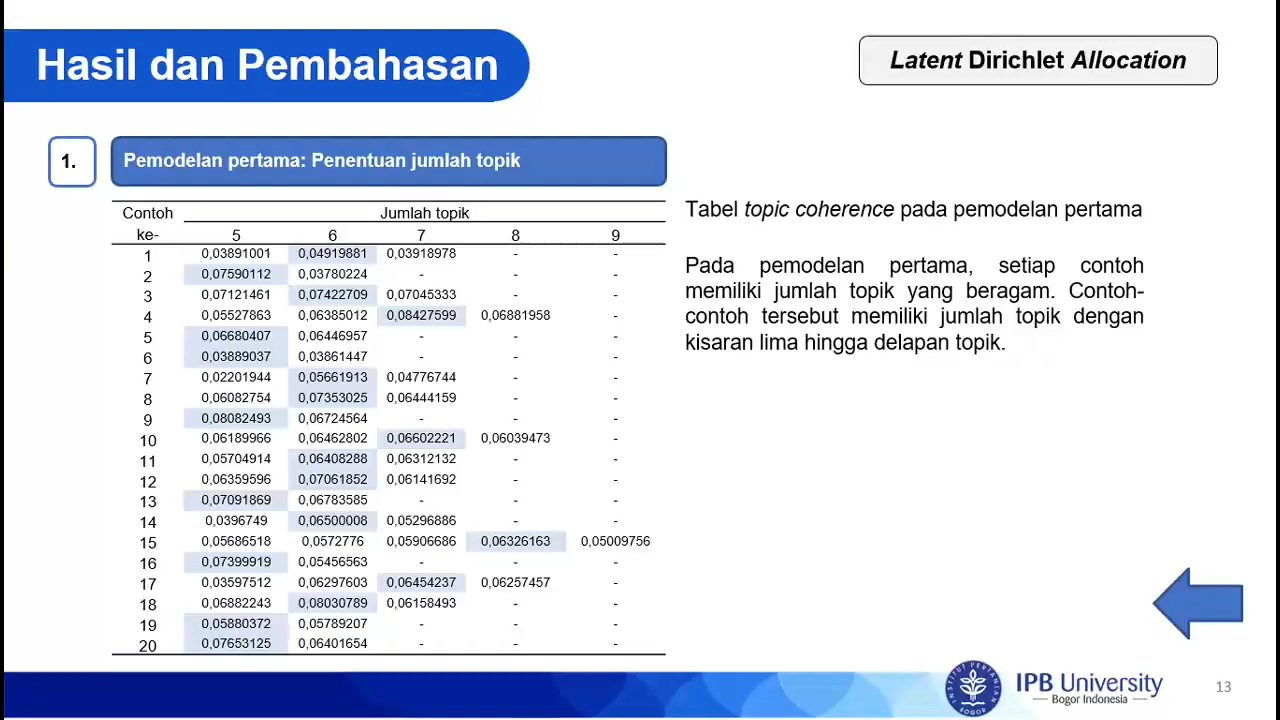 Hasil dan Pembahasan
Latent Dirichlet Allocation
1.
Pemodelan pertama: Penentuan jumlah topik
Contoh Jumlah topik
ke- 5 6 7 8 9
1 0,03891001 0,04919881 0,03918978 - -
2 0,07590112 0,03780224 - - -
3 0,07121461 0,07422709 0,07045333 - -
4 0,05527863 0,06385012 0,08427599 0,06881958 -
5 0,06680407 0,06446957 - - -
6 0,03889037 0,03861447 - - -
7 0,02201944 0,05661913 0,04776744 - -
8 0,06082754 0,07353025 0,06444159 - -
9 0,08082493 0,06724564 - - -
10 0,06189966 0,06462802 0,06602221 0,06039473 -
11 0,05704914 0,06408288 0,06312132 - -
12 0,06359596 0,07061852 0,06141692 - -
13 0,07091869 0,06783585 - - -
14 0,0396749 0,06500008 0,05296886 - -
15 0,05686518 0,0572776 0,05906686 0,06326163 0,05009756
16 0,07399919 0,05456563 - - -
17 0,03597512 0,06297603 0,06454237 0,06257457 -
18 0,06882243 0,08030789 0,06158493 - -
19 0,05880372 0,05789207 - - -
20 0,07653125 0,06401654 - - -
Tabel topic coherence pada pemodelan pertama
Pada pemodelan pertama, setiap contoh
memiliki jumlah topik yang beragam. Contoh-
contoh tersebut memiliki jumlah topik dengan
kisaran lima hingga delapan topik.
INSTITUT PERTANIAN
BOGOR
IPB University
Bogor Indonesia
13